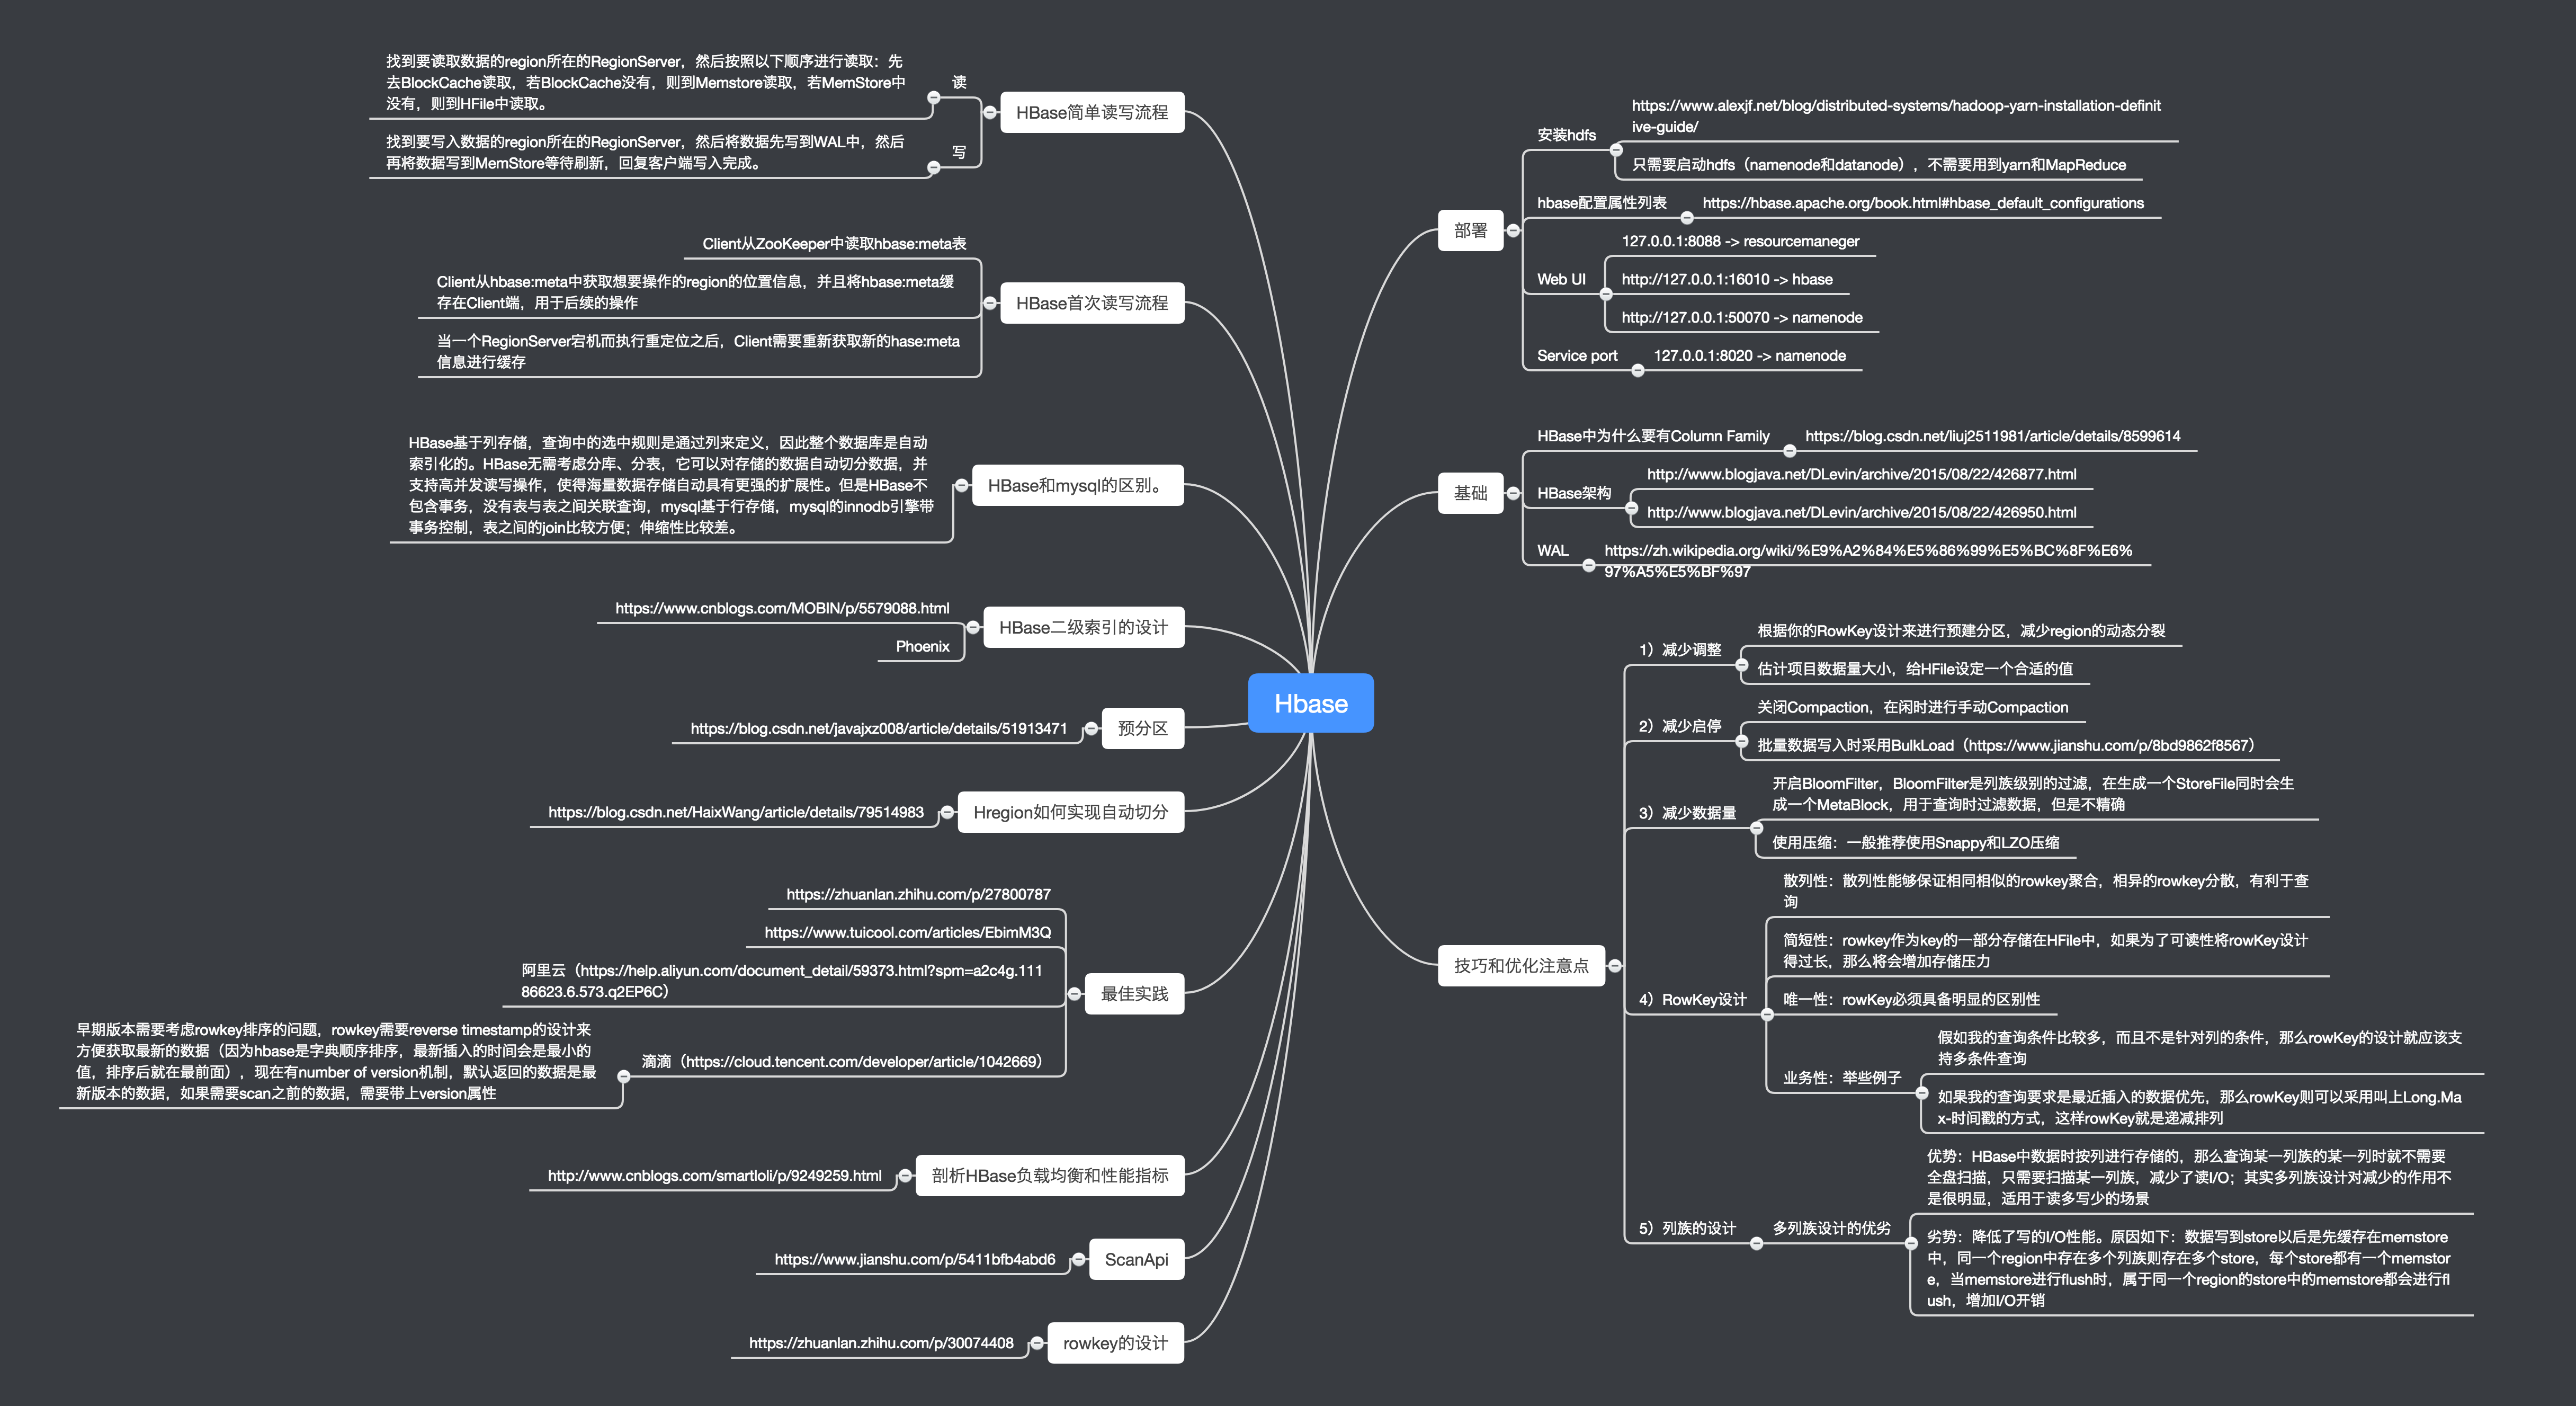 Hbase
部署
安装hdfs
https://www.alexjf.net/blog/distributed-systems/hadoop-yarn-installation-definit
ive-guide/
只需要启动hdfs（namenode和datanode），不需要用到yarn和MapReduce
hbase配置属性列表
https://hbase.apache.org/book.html#hbase_default_configurations
Web UI
127.0.0.1:8088 -> resourcemaneger
http://127.0.0.1:16010 -> hbase
http://127.0.0.1:50070 -> namenode
Service port
127.0.0.1:8020 -> namenode
基础
HBase中为什么要有Column Family
https://blog.csdn.net/liuj2511981/article/details/8599614
HBase架构
http://www.blogjava.net/DLevin/archive/2015/08/22/426877.html
http://www.blogjava.net/DLevin/archive/2015/08/22/426950.html
WAL
https://zh.wikipedia.org/wiki/%E9%A2%84%E5%86%99%E5%BC%8F%E6%
97%A5%E5%BF%97
技巧和优化注意点
1）减少调整
根据你的RowKey设计来进行预建分区，减少region的动态分裂
估计项目数据量大小，给HFile设定一个合适的值
2）减少启停
关闭Compaction，在闲时进行手动Compaction
批量数据写入时采用BulkLoad（https://www.jianshu.com/p/8bd9862f8567）
3）减少数据量
开启BloomFilter，BloomFilter是列族级别的过滤，在生成一个StoreFile同时会生
成一个MetaBlock，用于查询时过滤数据，但是不精确
使用压缩：一般推荐使用Snappy和LZO压缩
4）RowKey设计
散列性：散列性能够保证相同相似的rowkey聚合，相异的rowkey分散，有利于查
询
简短性：rowkey作为key的一部分存储在HFile中，如果为了可读性将rowKey设计
得过长，那么将会增加存储压力
唯一性：rowKey必须具备明显的区别性
业务性：举些例子
假如我的查询条件比较多，而且不是针对列的条件，那么rowKey的设计就应该支
持多条件查询
如果我的查询要求是最近插入的数据优先，那么rowKey则可以采用叫上Long.Ma
x-时间戳的方式，这样rowKey就是递减排列
5）列族的设计
多列族设计的优劣
优势：HBase中数据时按列进行存储的，那么查询某一列族的某一列时就不需要
全盘扫描，只需要扫描某一列族，减少了读I/O；其实多列族设计对减少的作用不
是很明显，适用于读多写少的场景
劣势：降低了写的I/O性能。原因如下：数据写到store以后是先缓存在memstore
中，同一个region中存在多个列族则存在多个store，每个store都有一个memstor
e，当memstore进行flush时，属于同一个region的store中的memstore都会进行fl
ush，增加I/O开销
HBase简单读写流程
读
找到要读取数据的region所在的RegionServer，然后按照以下顺序进行读取：先
去BlockCache读取，若BlockCache没有，则到Memstore读取，若MemStore中
没有，则到HFile中读取。
写
找到要写入数据的region所在的RegionServer，然后将数据先写到WAL中，然后
再将数据写到MemStore等待刷新，回复客户端写入完成。
HBase首次读写流程
Client从ZooKeeper中读取hbase:meta表
Client从hbase:meta中获取想要操作的region的位置信息，并且将hbase:meta缓
存在Client端，用于后续的操作
当一个RegionServer宕机而执行重定位之后，Client需要重新获取新的hase:meta
信息进行缓存
HBase和mysql的区别。
HBase基于列存储，查询中的选中规则是通过列来定义，因此整个数据库是自动
索引化的。HBase无需考虑分库、分表，它可以对存储的数据自动切分数据，并
支持高并发读写操作，使得海量数据存储自动具有更强的扩展性。但是HBase不
包含事务，没有表与表之间关联查询，mysql基于行存储，mysql的innodb引擎带
事务控制，表之间的join比较方便；伸缩性比较差。
HBase二级索引的设计
https://www.cnblogs.com/MOBIN/p/5579088.html
Phoenix
预分区
https://blog.csdn.net/javajxz008/article/details/51913471
Hregion如何实现自动切分
https://blog.csdn.net/HaixWang/article/details/79514983
最佳实践
https://zhuanlan.zhihu.com/p/27800787
https://www.tuicool.com/articles/EbimM3Q
阿里云（https://help.aliyun.com/document_detail/59373.html?spm=a2c4g.111
86623.6.573.q2EP6C）
滴滴（https://cloud.tencent.com/developer/article/1042669）
早期版本需要考虑rowkey排序的问题，rowkey需要reverse timestamp的设计来
方便获取最新的数据（因为hbase是字典顺序排序，最新插入的时间会是最小的
值，排序后就在最前面），现在有number of version机制，默认返回的数据是最
新版本的数据，如果需要scan之前的数据，需要带上version属性
剖析HBase负载均衡和性能指标
http://www.cnblogs.com/smartloli/p/9249259.html
ScanApi
https://www.jianshu.com/p/5411bfb4abd6
rowkey的设计
https://zhuanlan.zhihu.com/p/30074408